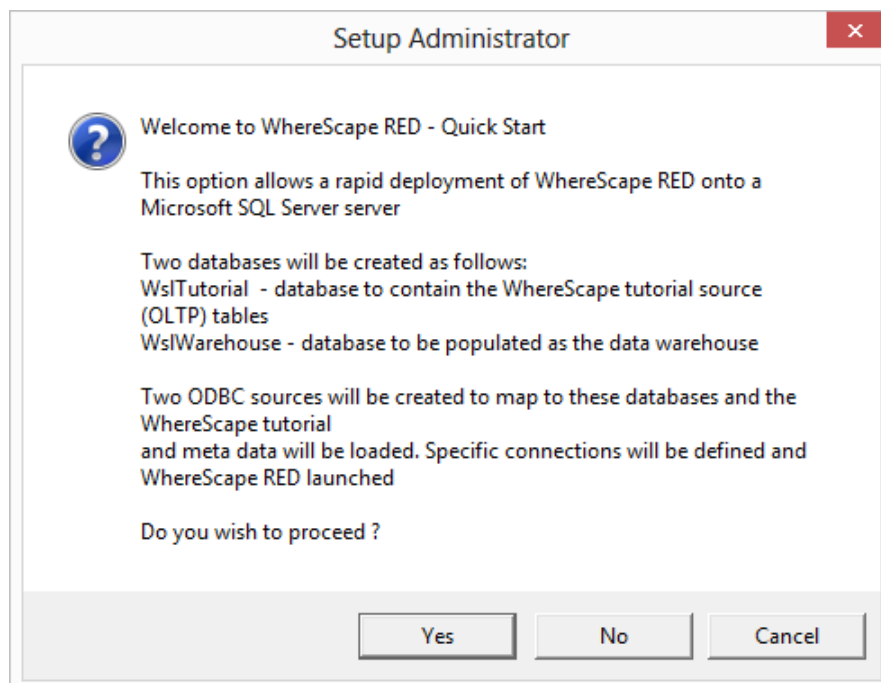 Setup Administrator
Welcome to WhereScape RED - Quick Start
This option allows a rapid deployment of WhereScape RED onto a
Microsoft SQL Server server
Two databases will be created as follows:
WslTutorial  - database to contain the WhereScape tutorial source
(OLTP) tables
WslWarehouse - database to be populated as the data warehouse
Two ODBC sources will be created to map to these databases and the
WhereScape tutorial
and meta data will be loaded. Specific connections will be defined and
WhereScape RED launched
Do you wish to proceed ?
Yes No Cancel